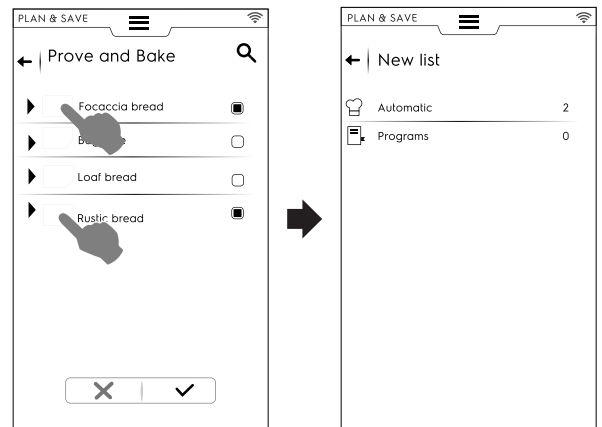 PLAN & SAVE
Prove and Bake
Focaccia bread
Loaf bread
Rustic bread
PLAN & SAVE
New list
Automatic 2
Programs 0